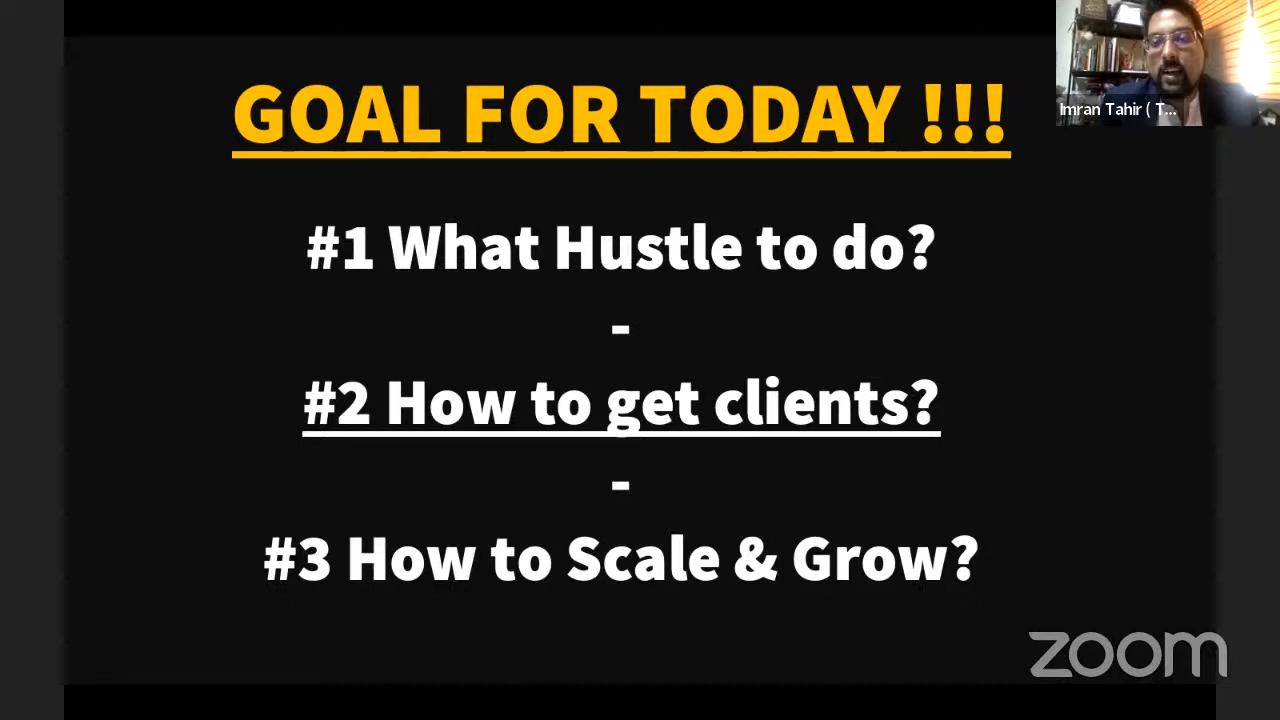 GOAL FOR TODAY !!!
#1 What Hustle to do?
-
#2 How to get clients?
-
#3 How to Scale & Grow?
Imran Tahir ( T...
zoom